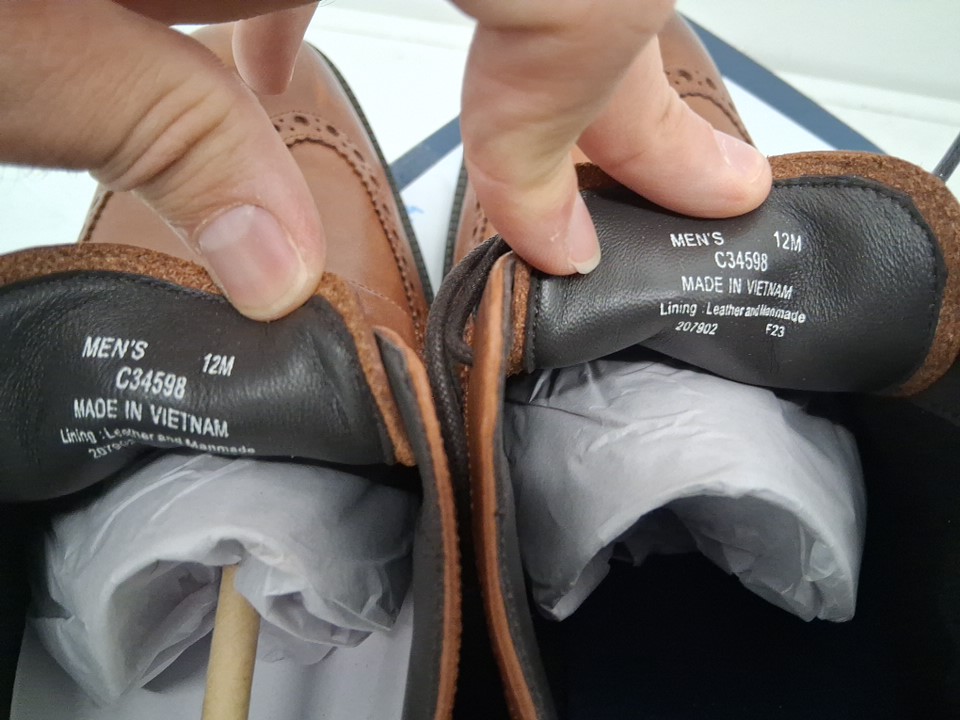 MEN'S 12M
C34598
MADE IN VIETNAM
Lining : Leather and Manmade
MEN'S 12M
C34598
MADE IN VIETNAM
Lining : Leather and Manmade
207902 F23